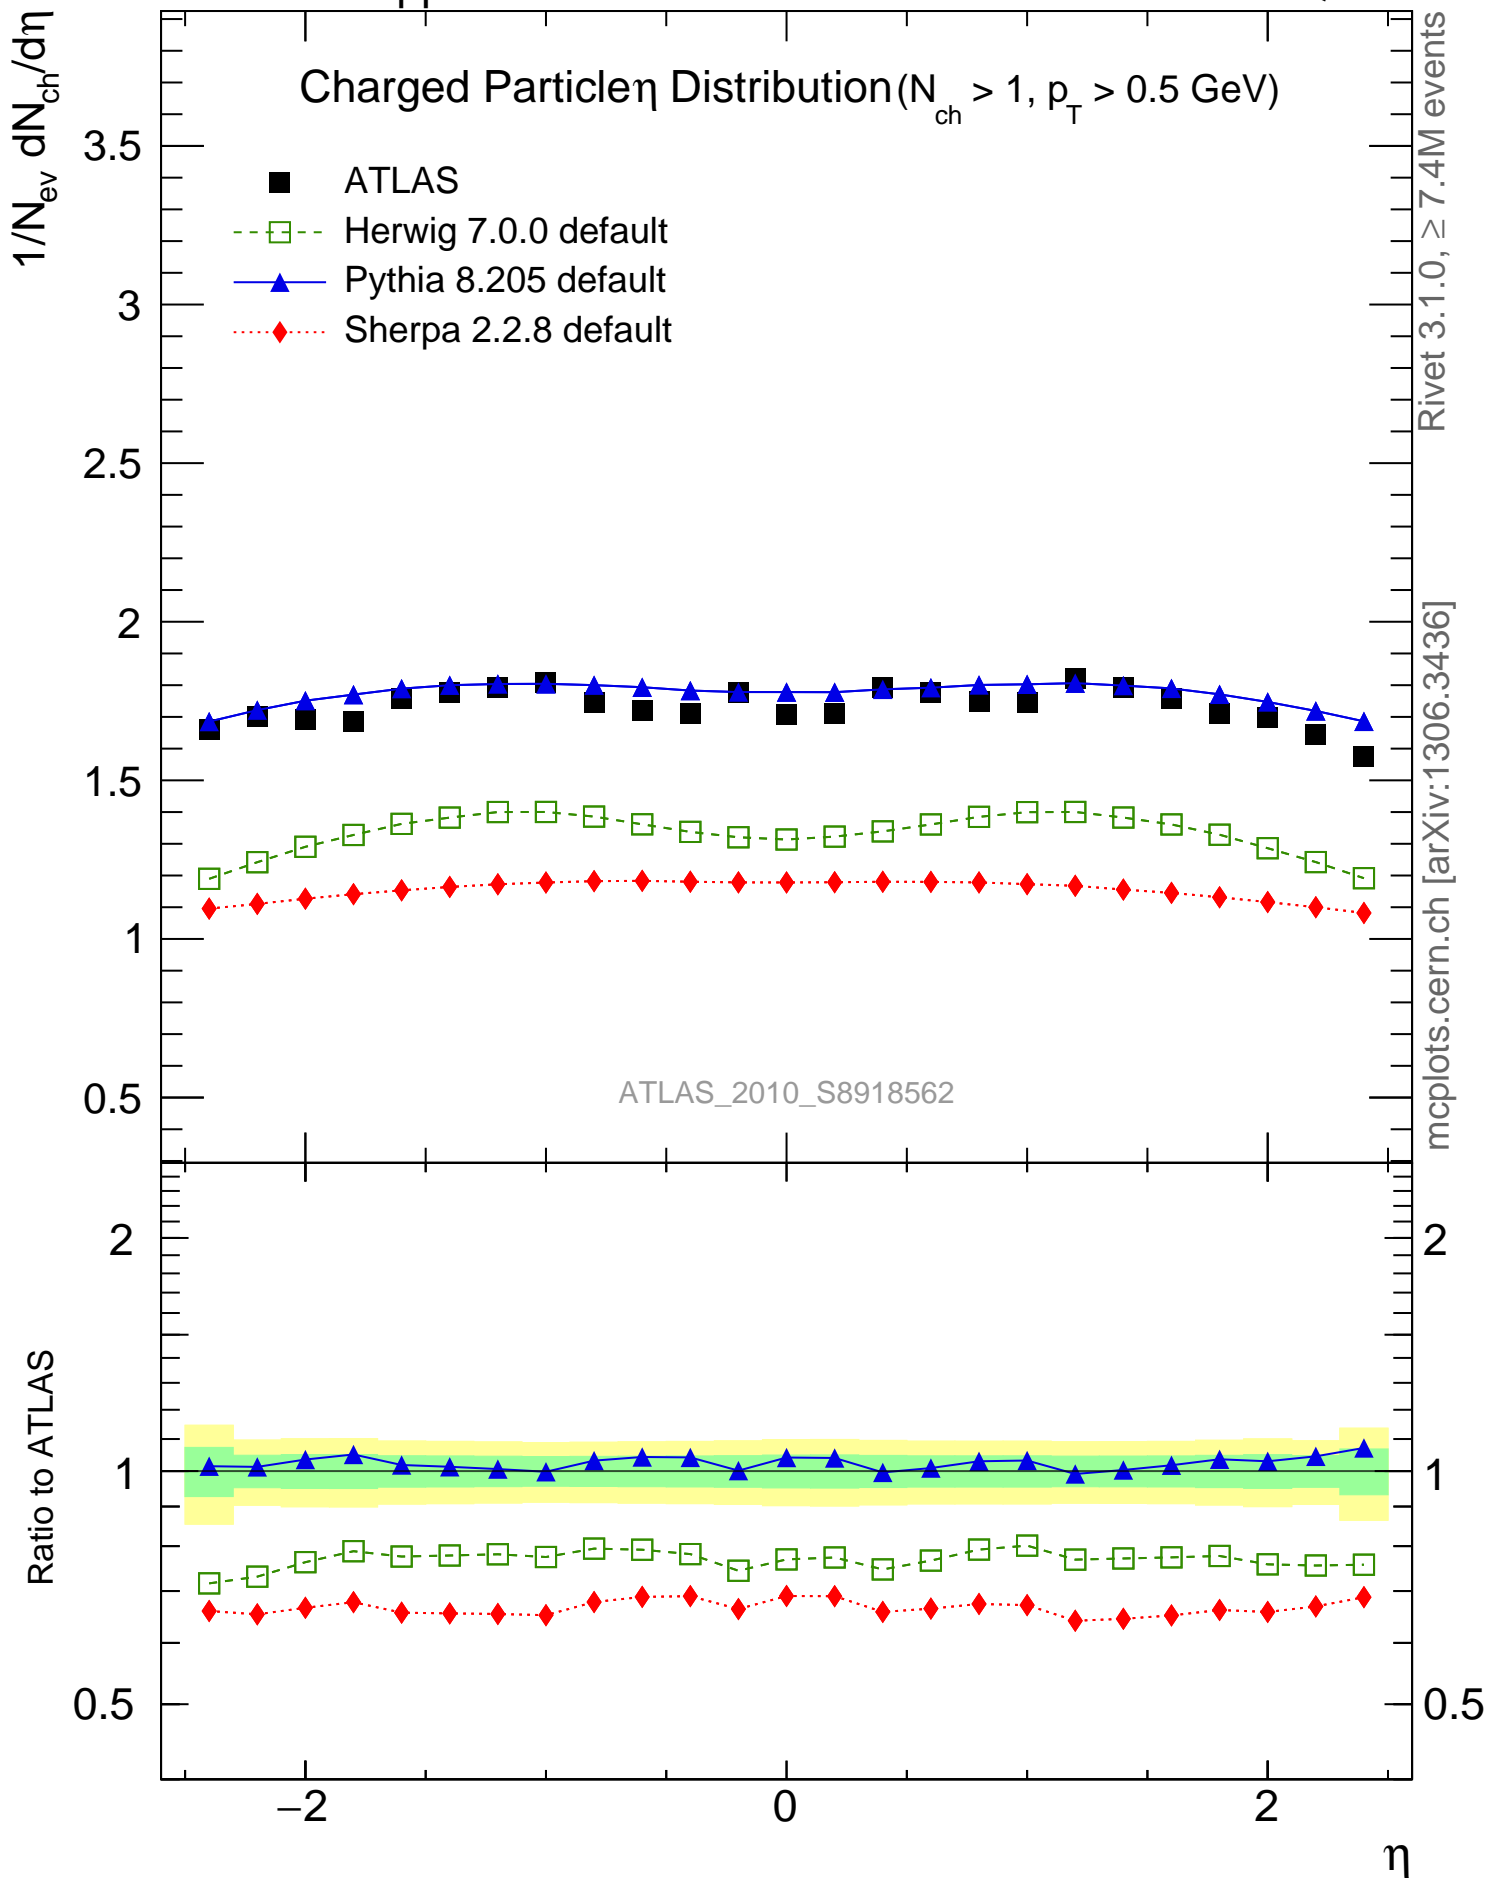 pp
Charged Particleη Distribution (N_ch > 1, p_T > 0.5 GeV)
1/N_ev dN_ch/dη
ATLAS
Herwig 7.0.0 default
Pythia 8.205 default
Sherpa 2.2.8 default
3.5
3
2.5
2
1.5
1
0.5
ATLAS_2010_S8918562
Rivet 3.1.0, ≥ 7.4M events
mcplots.cern.ch [arXiv:1306.3436]
Ratio to ATLAS
2
1
0.5
2
1
0.5
−2
0
2
η